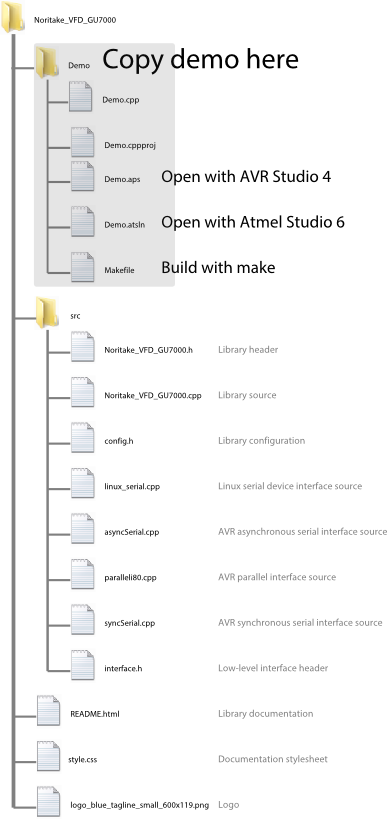 Noritake_VFD_GU7000
Demo Copy demo here
Demo.cpp
Demo.cppproj
Demo.aps Open with AVR Studio 4
Demo.atsln Open with Atmel Studio 6
Makefile Build with make
src
Noritake_VFD_GU7000.h Library header
Noritake_VFD_GU7000.cpp Library source
config.h Library configuration
linux_serial.cpp Linux serial device interface source
asyncSerial.cpp AVR asynchronous serial interface source
paralleli80.cpp AVR parallel interface source
syncSerial.cpp AVR synchronous serial interface source
interface.h Low-level interface header
README.html Library documentation
style.css Documentation stylesheet
logo_blue_tagline_small_600x119.png Logo